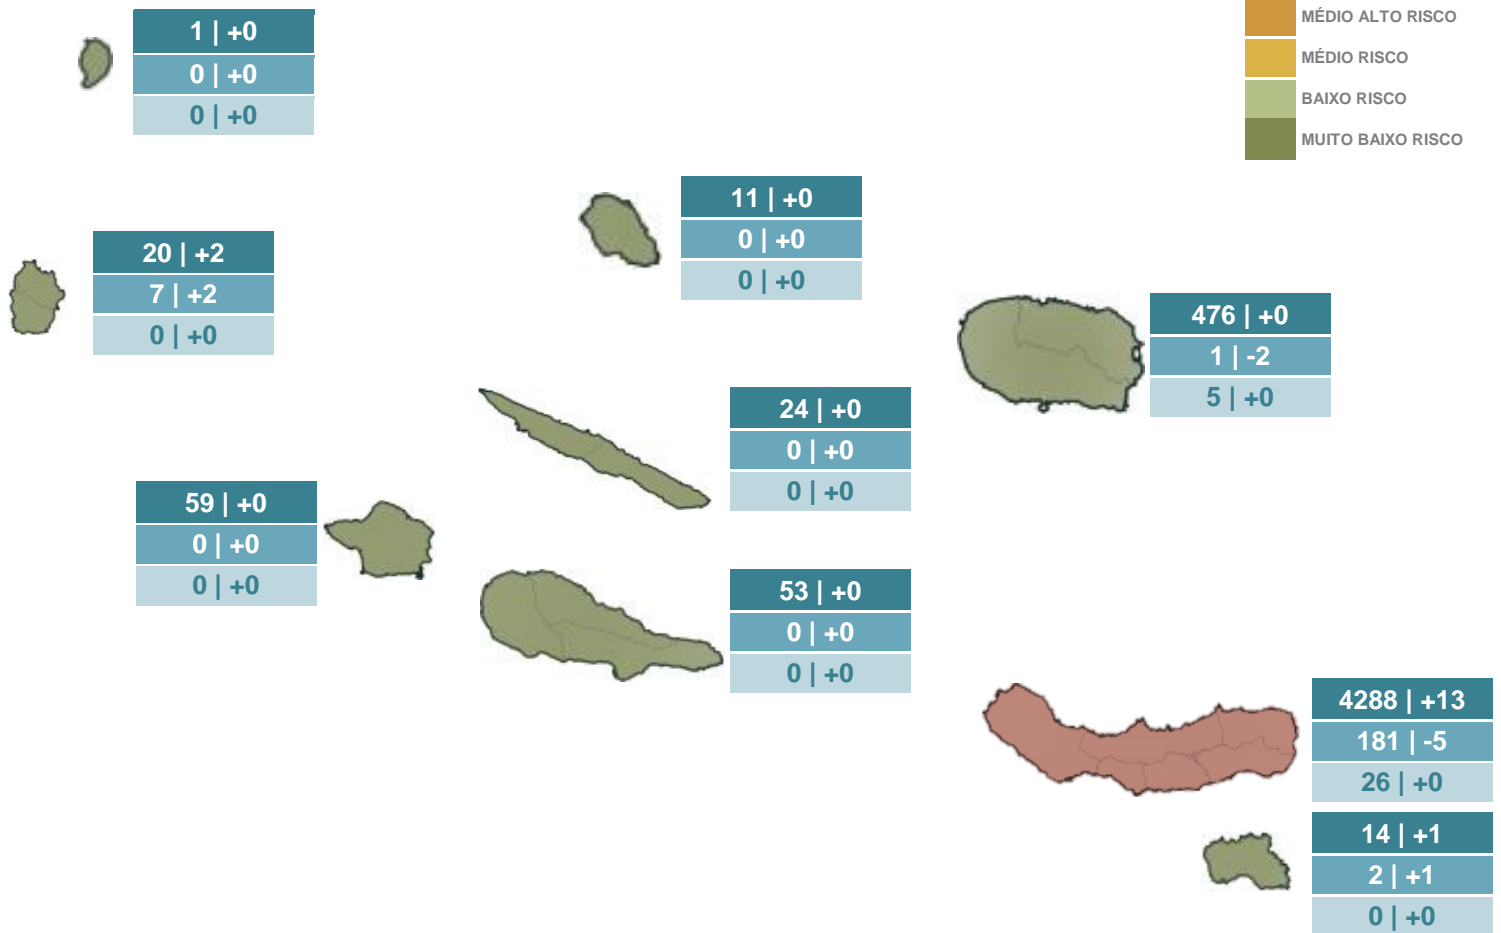 MÉDIO ALTO RISCO
MÉDIO RISCO
BAIXO RISCO
MUITO BAIXO RISCO
1 | +0
0 | +0
0 | +0
11 | +0
0 | +0
0 | +0
20 | +2
7 | +2
0 | +0
476 | +0
1 | -2
5 | +0
24 | +0
0 | +0
0 | +0
59 | +0
0 | +0
0 | +0
53 | +0
0 | +0
0 | +0
4288 | +13
181 | -5
26 | +0
14 | +1
2 | +1
0 | +0